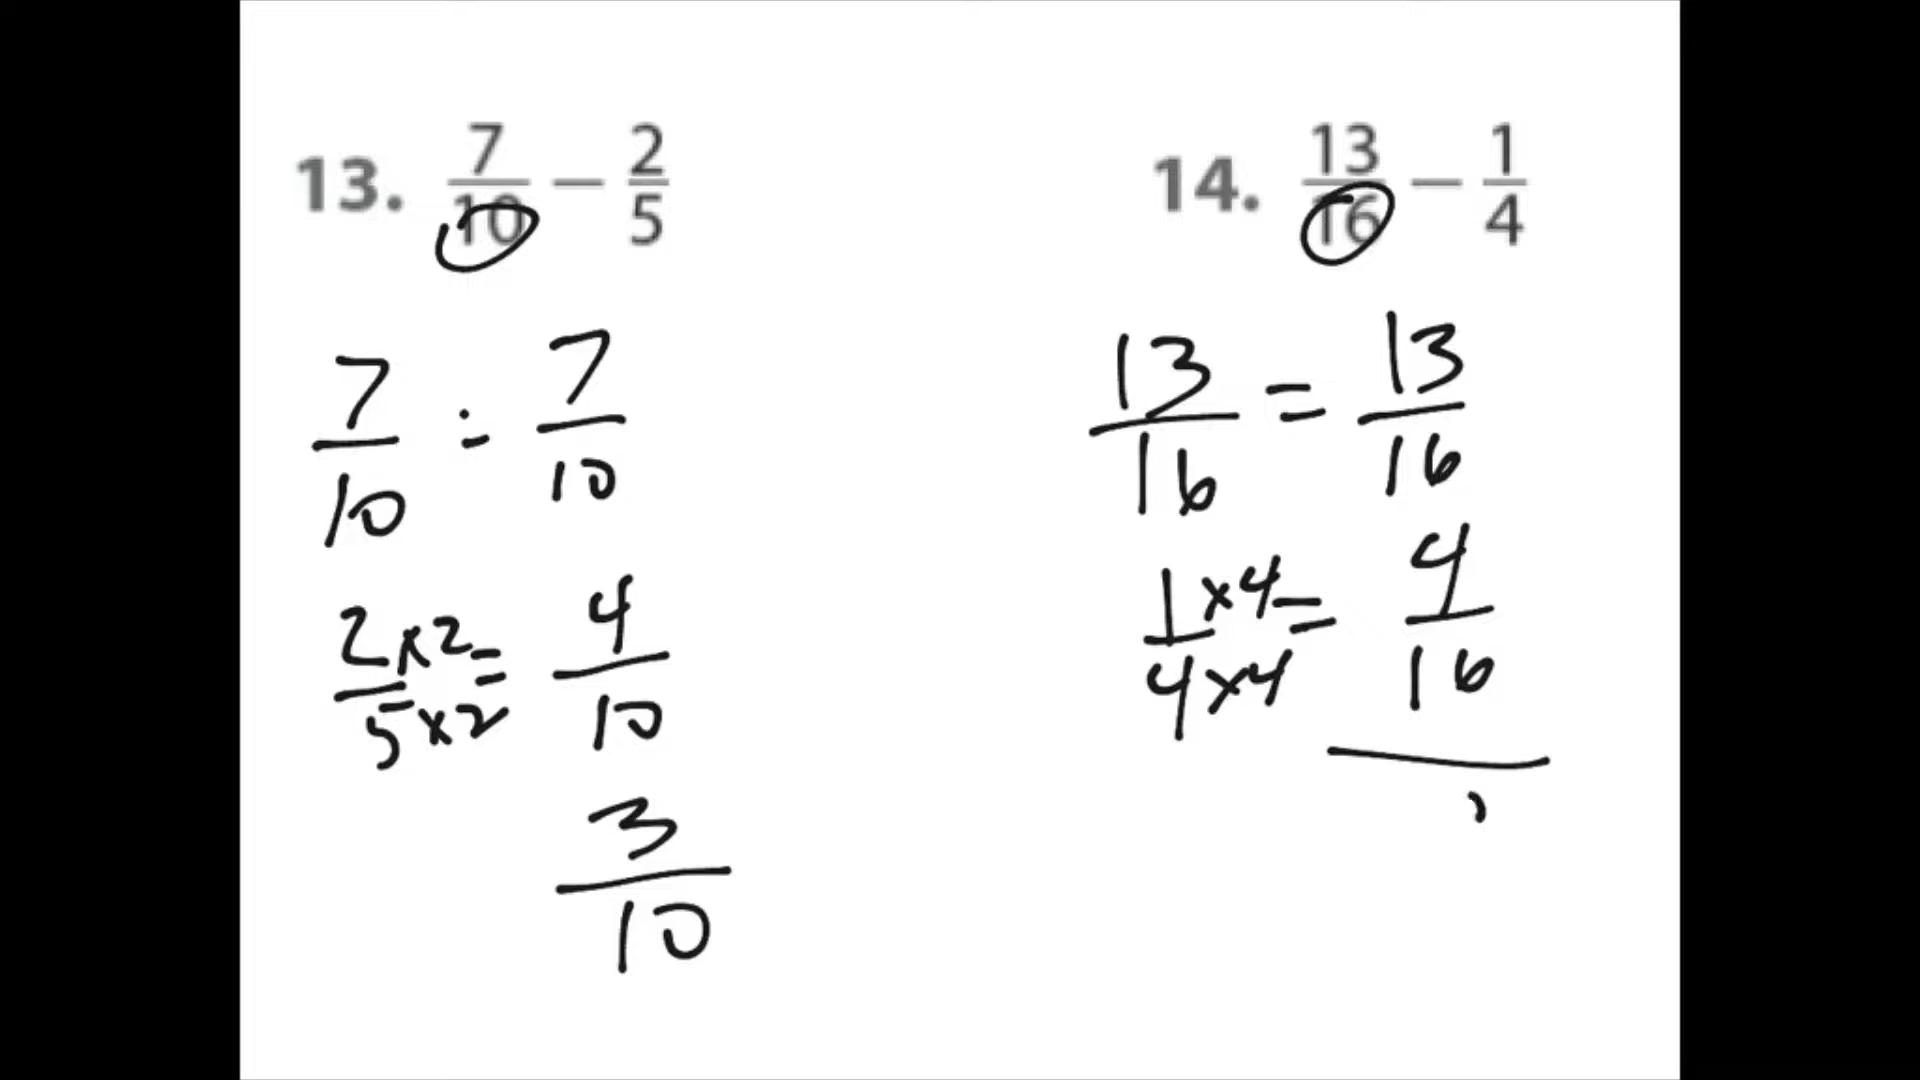 13. 7/10 − 2/5
7/10 = 7/10
2/5 ×2/×2 = 4/10
3/10
14. 13/16 − 1/4
13/16 = 13/16
1/4 ×4/×4 = 4/16